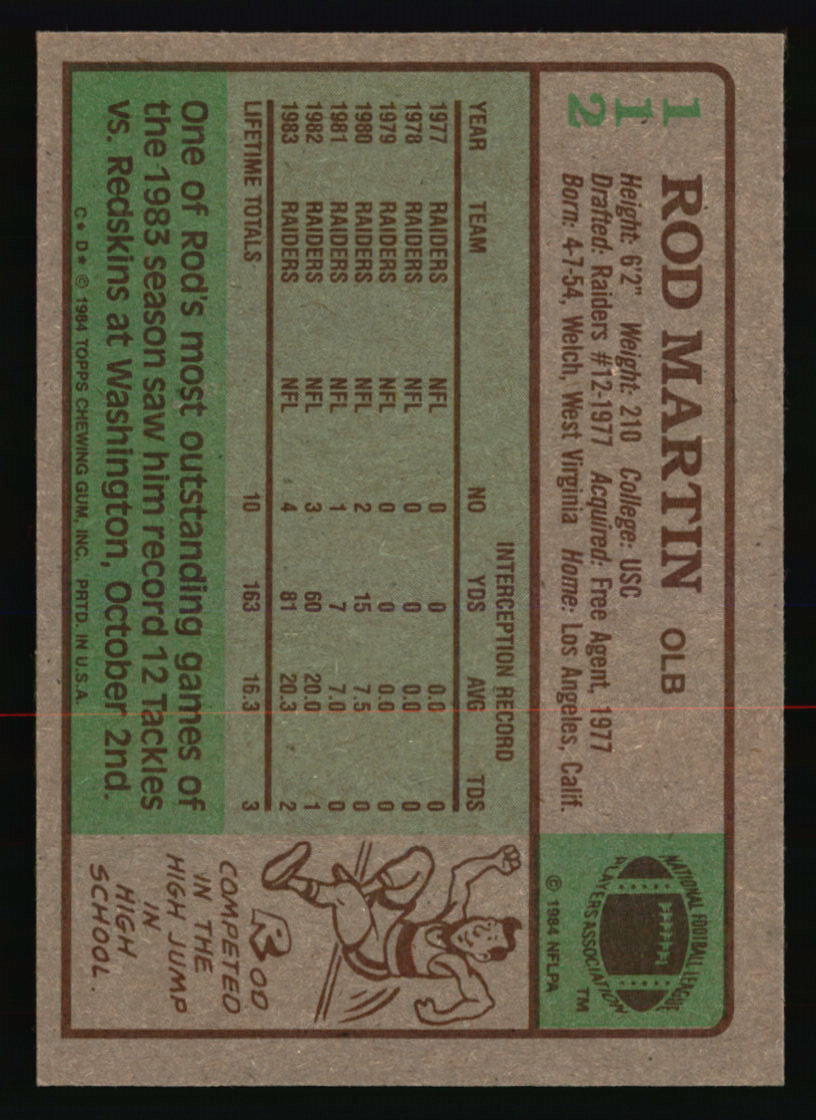 112
ROD MARTIN OLB
Height: 6'2" Weight: 210 College: USC
Drafted: Raiders #12-1977 Acquired: Free Agent, 1977
Born: 4-7-54, Welch, West Virginia Home: Los Angeles, Calif.
NATIONAL FOOTBALL LEAGUE
PLAYERS ASSOCIATION
TM
© 1984 NFLPA
INTERCEPTION RECORD
YEAR TEAM NO YDS AVG TDS
1977 RAIDERS NFL 0 0 0.0 0
1978 RAIDERS NFL 0 0 0.0 0
1979 RAIDERS NFL 0 0 0.0 0
1980 RAIDERS NFL 2 15 7.5 0
1981 RAIDERS NFL 1 7 7.0 0
1982 RAIDERS NFL 3 60 20.0 1
1983 RAIDERS NFL 4 81 20.3 2
LIFETIME TOTALS 10 163 16.3 3
One of Rod's most outstanding games of
the 1983 season saw him record 12 Tackles
vs. Redskins at Washington, October 2nd.
C* D* © 1984 TOPPS CHEWING GUM, INC. PRTD. IN U.S.A.
ROD
COMPETED
IN THE
HIGH JUMP
IN
HIGH
SCHOOL.